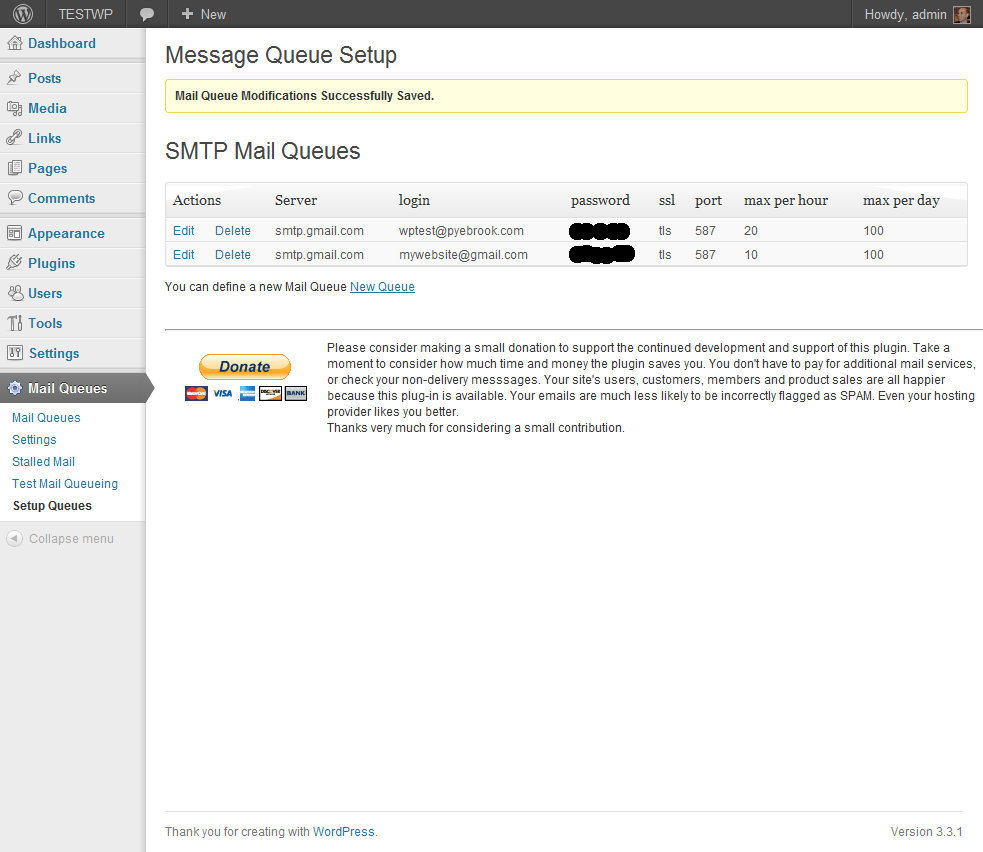 TESTWP
New
Howdy, admin
Dashboard
Posts
Media
Links
Pages
Comments
Appearance
Plugins
Users
Tools
Settings
Mail Queues
Mail Queues
Settings
Stalled Mail
Test Mail Queueing
Setup Queues
Collapse menu
Message Queue Setup
Mail Queue Modifications Successfully Saved.
SMTP Mail Queues
Actions Server login password ssl port max per hour max per day
Edit Delete smtp.gmail.com wptest@pyebrook.com tls 587 20 100
Edit Delete smtp.gmail.com mywebsite@gmail.com tls 587 10 100
You can define a new Mail Queue New Queue
Donate
VISA
BANK
Please consider making a small donation to support the continued development and support of this plugin. Take a
moment to consider how much time and money the plugin saves you. You don't have to pay for additional mail services,
or check your non-delivery messsages. Your site's users, customers, members and product sales are all happier
because this plug-in is available. Your emails are much less likely to be incorrectly flagged as SPAM. Even your hosting
provider likes you better.
Thanks very much for considering a small contribution.
Thank you for creating with WordPress.
Version 3.3.1